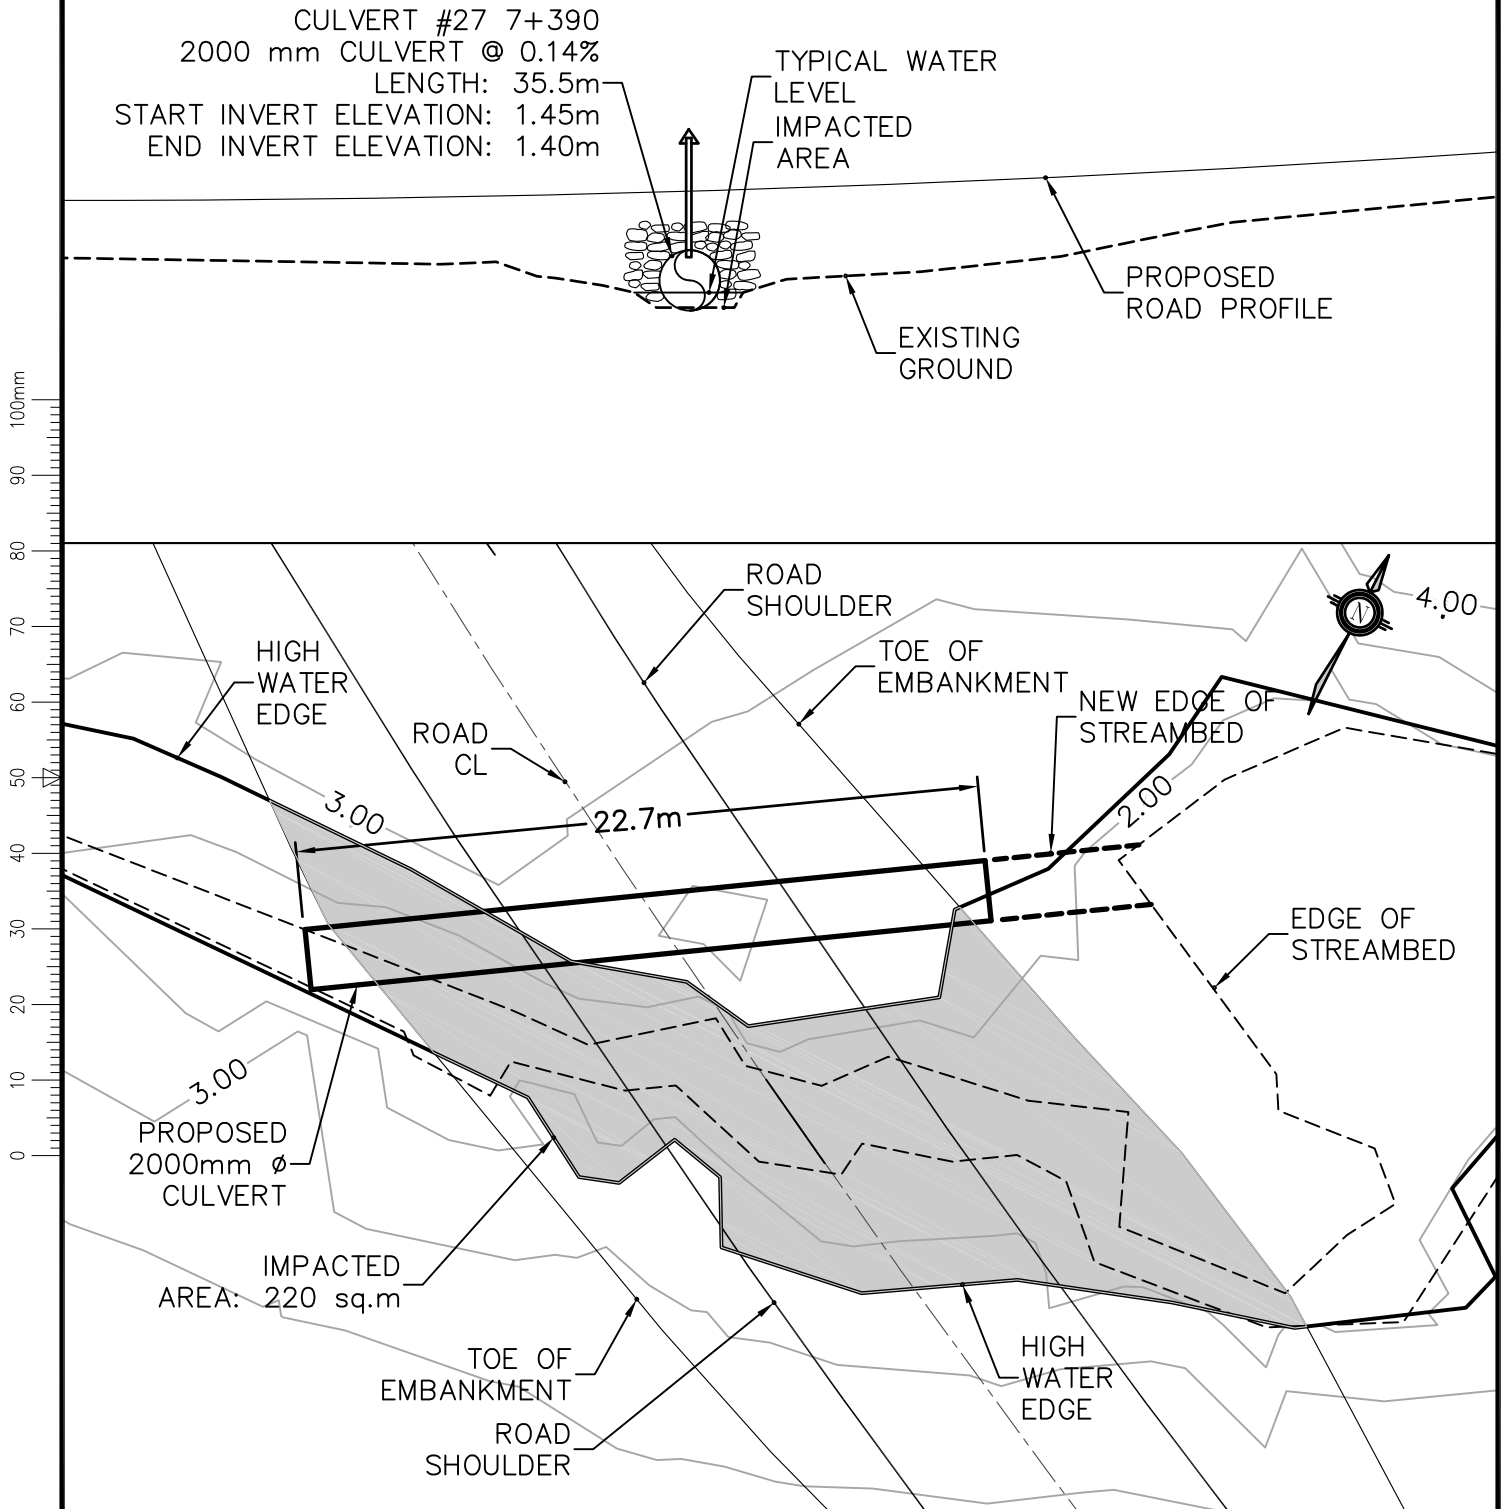 CULVERT #27 7+390
2000 mm CULVERT @ 0.14%
LENGTH: 35.5m
START INVERT ELEVATION: 1.45m
END INVERT ELEVATION: 1.40m
TYPICAL WATER
LEVEL
IMPACTED
AREA
PROPOSED
ROAD PROFILE
EXISTING
GROUND
100mm
90
80
70
60
50
40
30
20
10
0
ROAD
SHOULDER
N
4.00
HIGH
WATER
EDGE
TOE OF
EMBANKMENT
NEW EDGE OF
STREAMBED
ROAD
CL
3.00
22.7m
2.00
EDGE OF
STREAMBED
3.00
PROPOSED
2000mm Ø
CULVERT
IMPACTED
AREA: 220 sq.m
TOE OF
EMBANKMENT
HIGH
WATER
EDGE
ROAD
SHOULDER